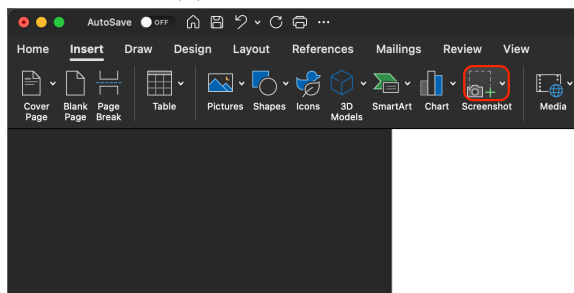 AutoSave OFF
Home Insert Draw Design Layout References Mailings Review View
Cover Page Blank Page Page Break Table Pictures Shapes Icons 3D Models SmartArt Chart Screenshot Media